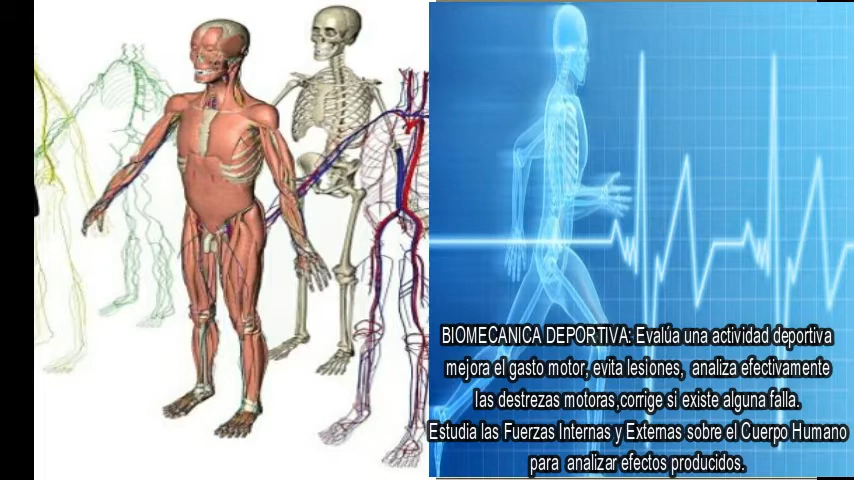 BIOMECANICA DEPORTIVA: Evalúa una actividad deportiva
mejora el gasto motor, evita lesiones, analiza efectivamente
las destrezas motoras,corrige si existe alguna falla.
Estudia las Fuerzas Internas y Externas sobre el Cuerpo Humano
para analizar efectos producidos.